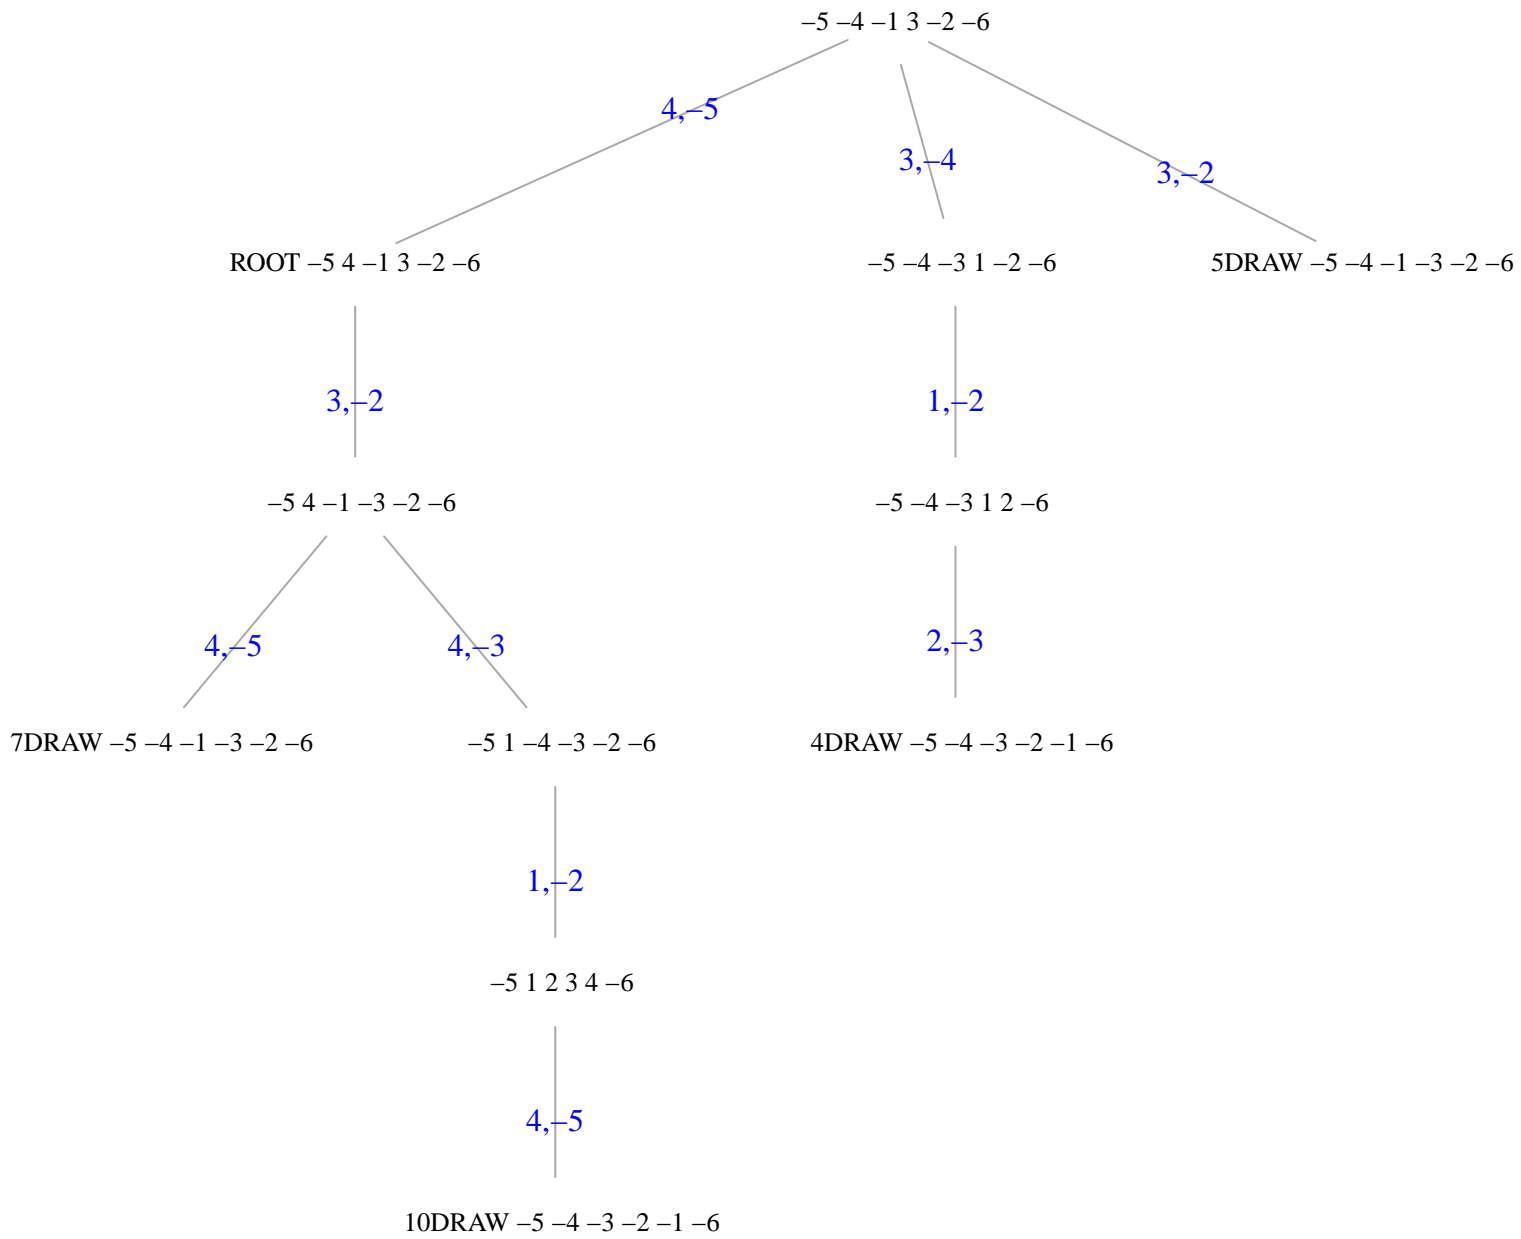 –5 –4 –1 3 –2 –6
4,–5
3,–4
3,–2
ROOT –5 4 –1 3 –2 –6
–5 –4 –3 1 –2 –6
5DRAW –5 –4 –1 –3 –2 –6
3,–2
1,–2
–5 4 –1 –3 –2 –6
–5 –4 –3 1 2 –6
4,–5
4,–3
2,–3
7DRAW –5 –4 –1 –3 –2 –6
–5 1 –4 –3 –2 –6
4DRAW –5 –4 –3 –2 –1 –6
1,–2
–5 1 2 3 4 –6
4,–5
10DRAW –5 –4 –3 –2 –1 –6